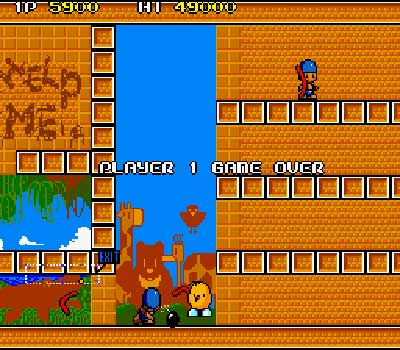 1P 5900 HI 49000
HELP
ME!!
PLAYER 1 GAME OVER
EXIT